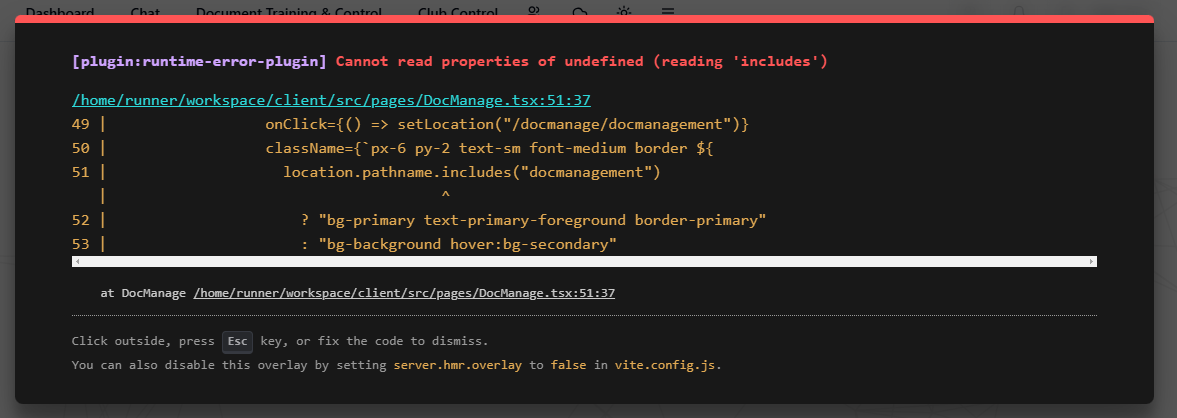 Dashboard Chat Document Training & Control Club Control
[plugin:runtime-error-plugin] Cannot read properties of undefined (reading 'includes')
/home/runner/workspace/client/src/pages/DocManage.tsx:51:37
49 | onClick={() => setLocation("/docmanage/docmanagement")}
50 | className={`px-6 py-2 text-sm font-medium border ${
51 | location.pathname.includes("docmanagement")
| ^
52 | ? "bg-primary text-primary-foreground border-primary"
53 | : "bg-background hover:bg-secondary"
at DocManage /home/runner/workspace/client/src/pages/DocManage.tsx:51:37
Click outside, press Esc key, or fix the code to dismiss.
You can also disable this overlay by setting server.hmr.overlay to false in vite.config.js.